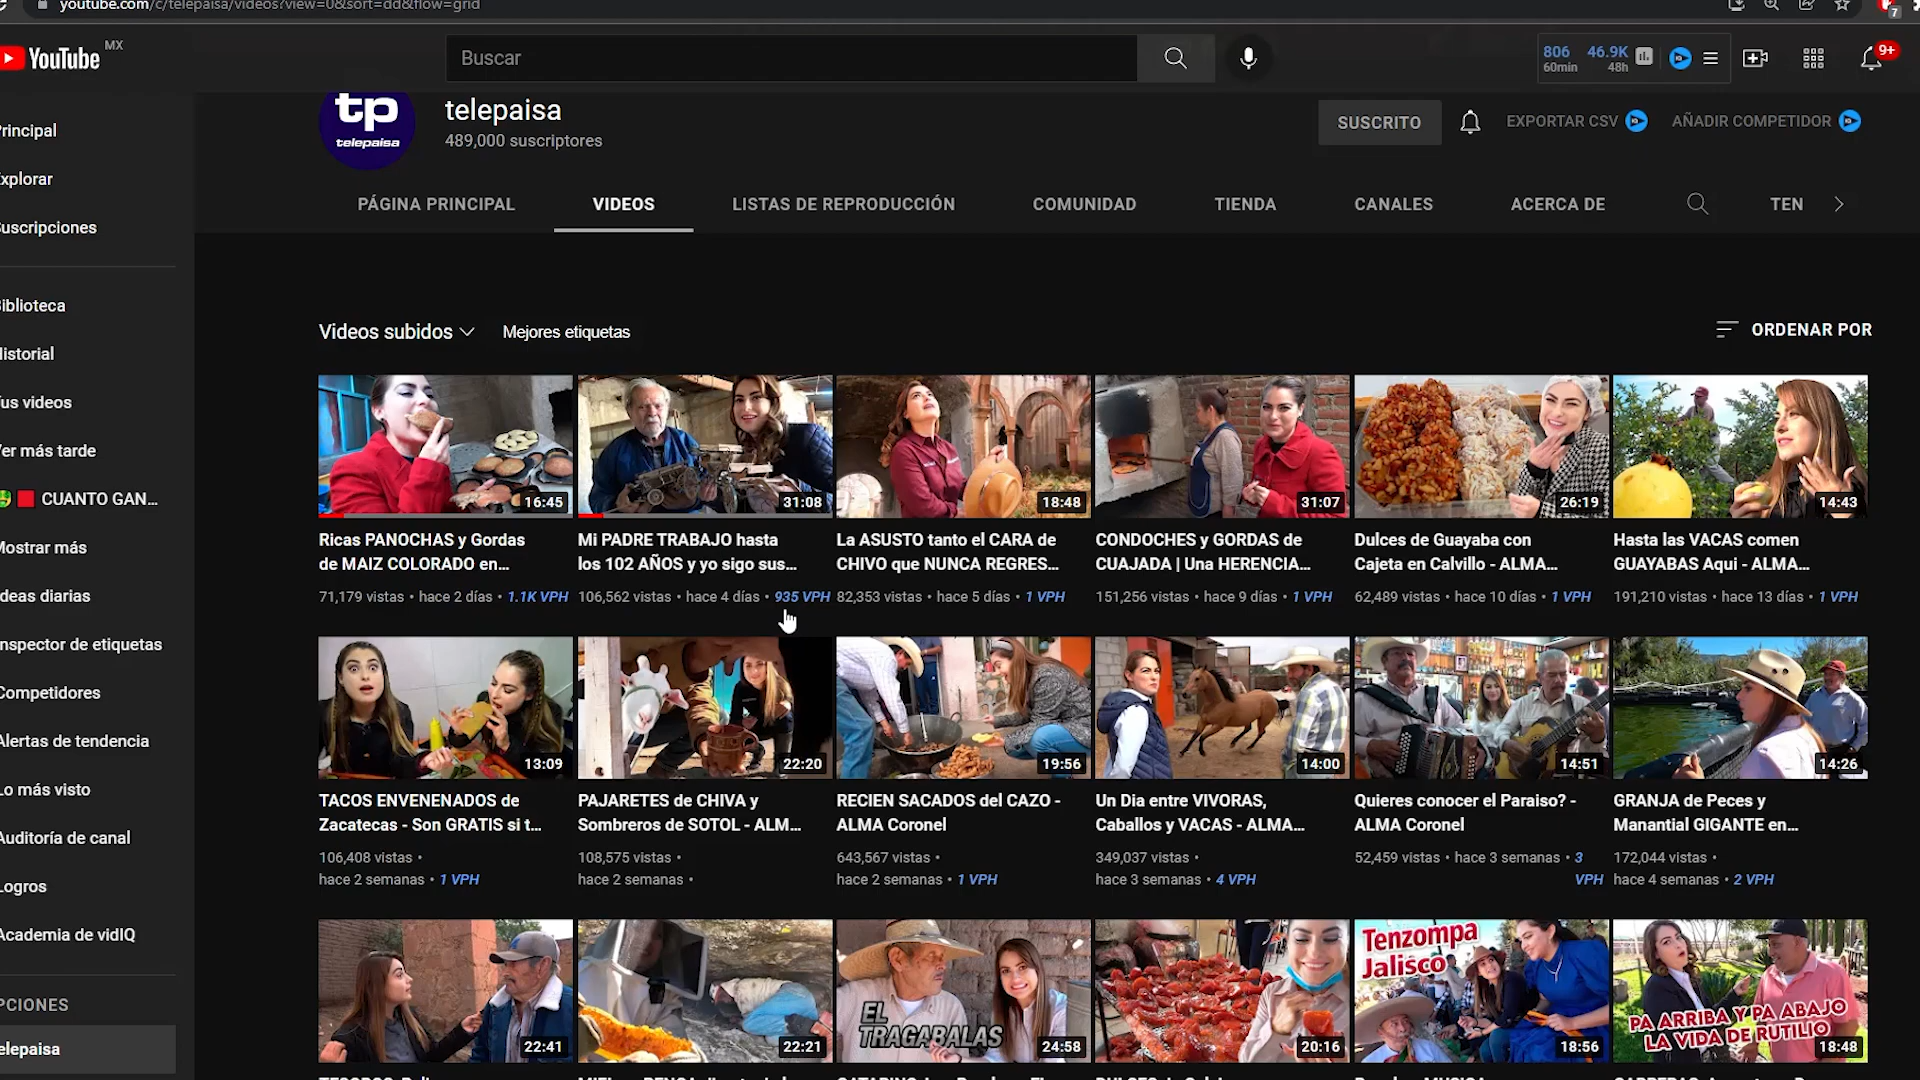 youtube.com/c/telepaisa/videos?view=0&sort=dd&flow=grid
7
YouTube MX
Buscar
806 46.9K
60min 48h
9+
tp
telepaisa
telepaisa
489,000 suscriptores
SUSCRITO
EXPORTAR CSV
AÑADIR COMPETIDOR
PÁGINA PRINCIPAL
VIDEOS
LISTAS DE REPRODUCCIÓN
COMUNIDAD
TIENDA
CANALES
ACERCA DE
TEN
rincipal
xplorar
uscripciones
iblioteca
istorial
us videos
er más tarde
CUANTO GAN...
Mostrar más
deas diarias
nspector de etiquetas
Competidores
Alertas de tendencia
Lo más visto
Auditoría de canal
Logros
Academia de vidIQ
PCIONES
elepaisa
Videos subidos
Mejores etiquetas
ORDENAR POR
16:45
31:08
18:48
31:07
26:19
14:43
Ricas PANOCHAS y Gordas
de MAIZ COLORADO en...
71,179 vistas • hace 2 días • 1.1K VPH
Mi PADRE TRABAJO hasta
los 102 AÑOS y yo sigo sus...
106,562 vistas • hace 4 días • 935 VPH
La ASUSTO tanto el CARA de
CHIVO que NUNCA REGRES...
82,353 vistas • hace 5 días • 1 VPH
CONDOCHES y GORDAS de
CUAJADA | Una HERENCIA...
151,256 vistas • hace 9 días • 1 VPH
Dulces de Guayaba con
Cajeta en Calvillo - ALMA...
62,489 vistas • hace 10 días • 1 VPH
Hasta las VACAS comen
GUAYABAS Aqui - ALMA...
191,210 vistas • hace 13 días • 1 VPH
13:09
22:20
19:56
14:00
14:51
14:26
TACOS ENVENENADOS de
Zacatecas - Son GRATIS si t...
106,408 vistas •
hace 2 semanas • 1 VPH
PAJARETES de CHIVA y
Sombreros de SOTOL - ALM...
108,575 vistas •
hace 2 semanas •
RECIEN SACADOS del CAZO -
ALMA Coronel
643,567 vistas •
hace 2 semanas • 1 VPH
Un Dia entre VIVORAS,
Caballos y VACAS - ALMA...
349,037 vistas •
hace 3 semanas • 4 VPH
Quieres conocer el Paraiso? -
ALMA Coronel
52,459 vistas • hace 3 semanas • 3
VPH
GRANJA de Peces y
Manantial GIGANTE en...
172,044 vistas •
hace 4 semanas • 2 VPH
22:41
22:21
EL
TRAGABALAS
24:58
20:16
Tenzompa
Jalisco
18:56
PA ARRIBA Y PA ABAJO
LA VIDA DE RUTILIO
18:48